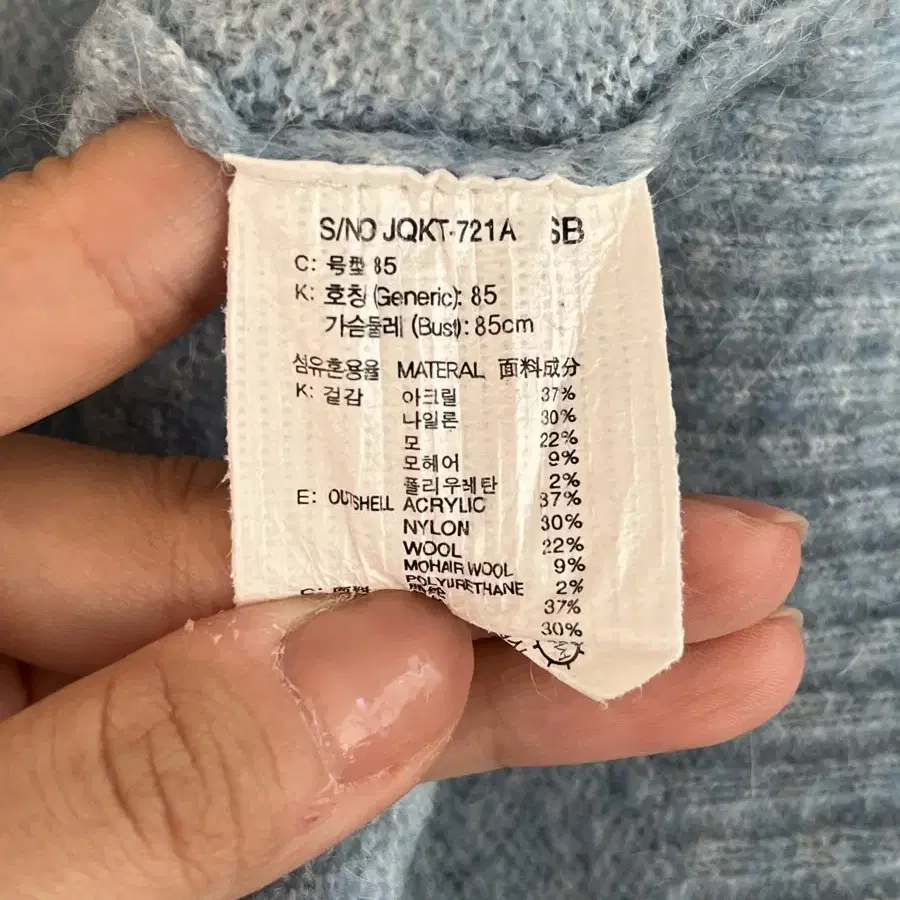 S/NO JQKT-721A SB
C: 号型 85
K: 호칭 (Generic): 85
가슴둘레 (Bust): 85cm
섬유혼용율 MATERAL 面料成分
K: 겉감 아크릴 37%
나일론 30%
모 22%
모헤어 9%
폴리우레탄 2%
E: OUTSHELL ACRYLIC 37%
NYLON 30%
WOOL 22%
MOHAIR WOOL 9%
POLYURETHANE 2%
C: 37%
30%